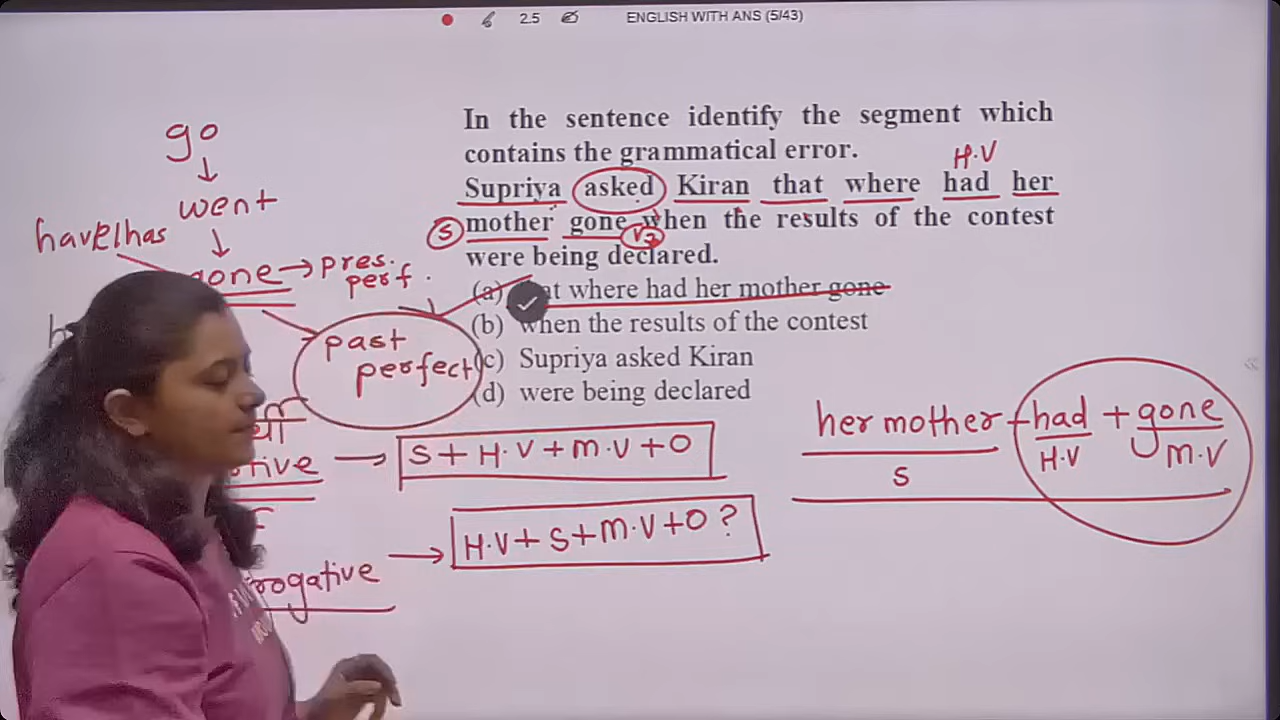 25 ENGLISH WITH ANS (5/43)
In the sentence identify the segment which
contains the grammatical error.
H.V
Supriya asked Kiran that where had her
S mother gone when the results of the contest
V3
were being declared.
(a) that where had her mother gone
(b) when the results of the contest
(c) Supriya asked Kiran
(d) were being declared
go
↓
went
↓
have/has
gone → pres.
perf.
past
perfect
→ S + H.V + M.V + O
→ H.V + S + M.V + O ?
her mother + had + gone
S H.V M.V